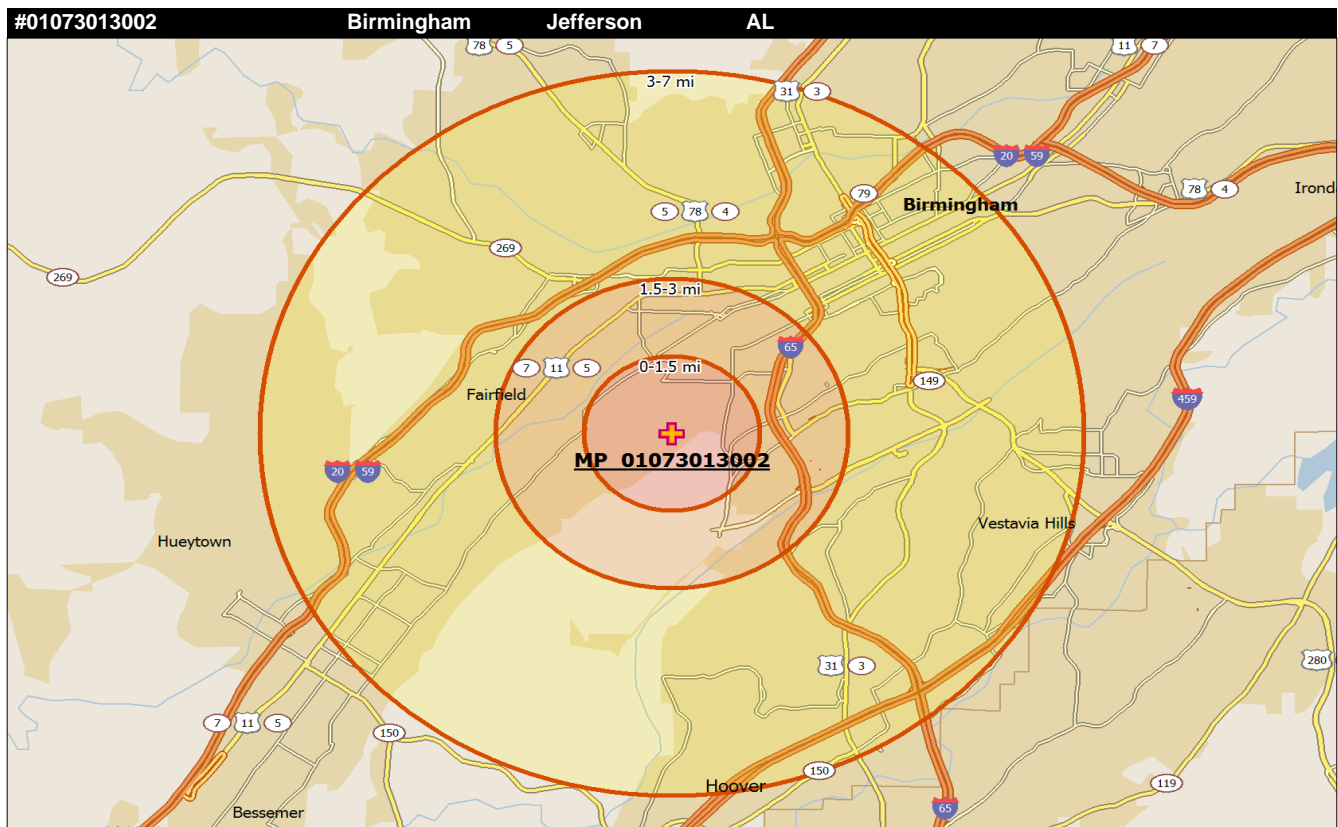 #01073013002 Birmingham Jefferson AL
78 5
11 7
3-7 mi
31 3
20 59
79
78 4
Irond
5 78 4
Birmingham
269
269
1.5-3 mi
65
7 11 5
0-1.5 mi
149
Fairfield
459
MP 01073013002
20 59
Vestavia Hills
Hueytown
31 3
280
7 11 5
150
150
Hoover
119
65
Bessemer